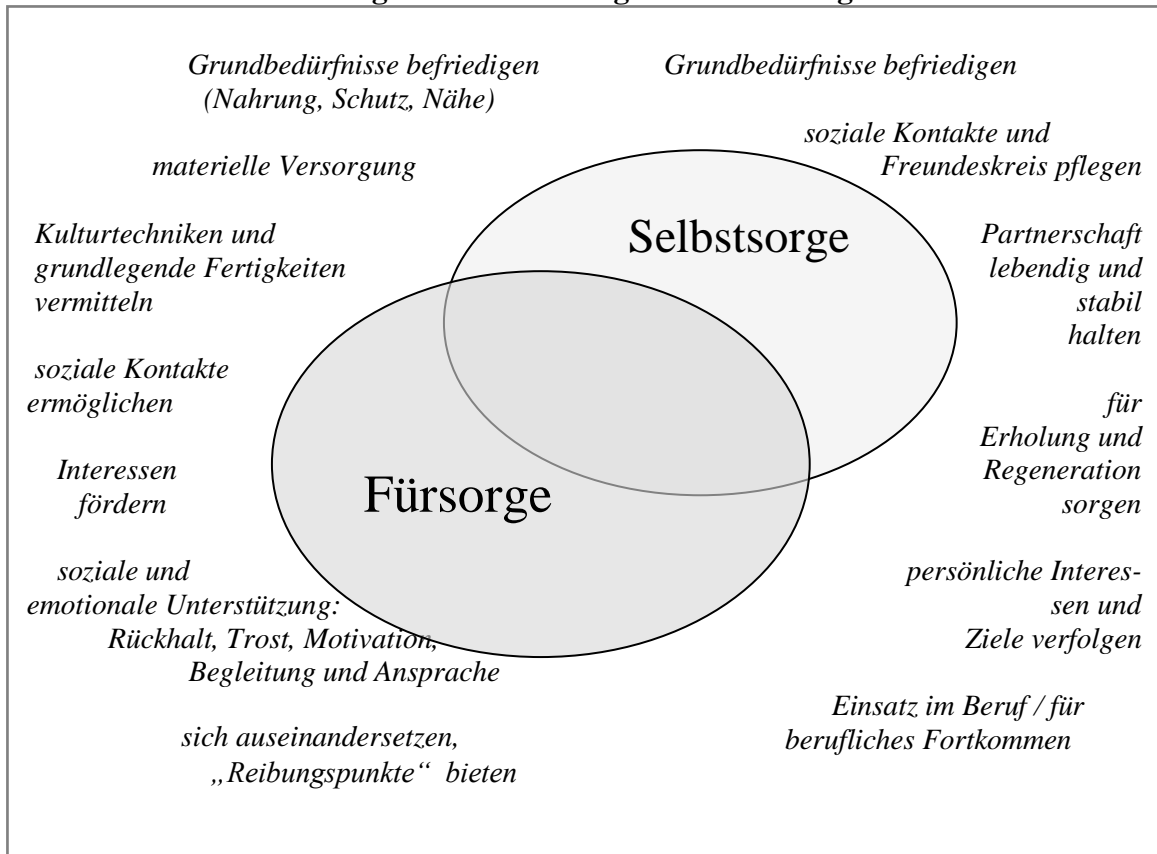 Grundbedürfnisse befriedigen
(Nahrung, Schutz, Nähe)
materielle Versorgung
Kulturtechniken und
grundlegende Fertigkeiten
vermitteln
soziale Kontakte
ermöglichen
Interessen
fördern
soziale und
emotionale Unterstützung:
Rückhalt, Trost, Motivation,
Begleitung und Ansprache
sich auseinandersetzen,
„Reibungspunkte“ bieten
Fürsorge
Selbstsorge
Grundbedürfnisse befriedigen
soziale Kontakte und
Freundeskreis pflegen
Partnerschaft
lebendig und
stabil
halten
für
Erholung und
Regeneration
sorgen
persönliche Interes-
sen und
Ziele verfolgen
Einsatz im Beruf / für
berufliches Fortkommen